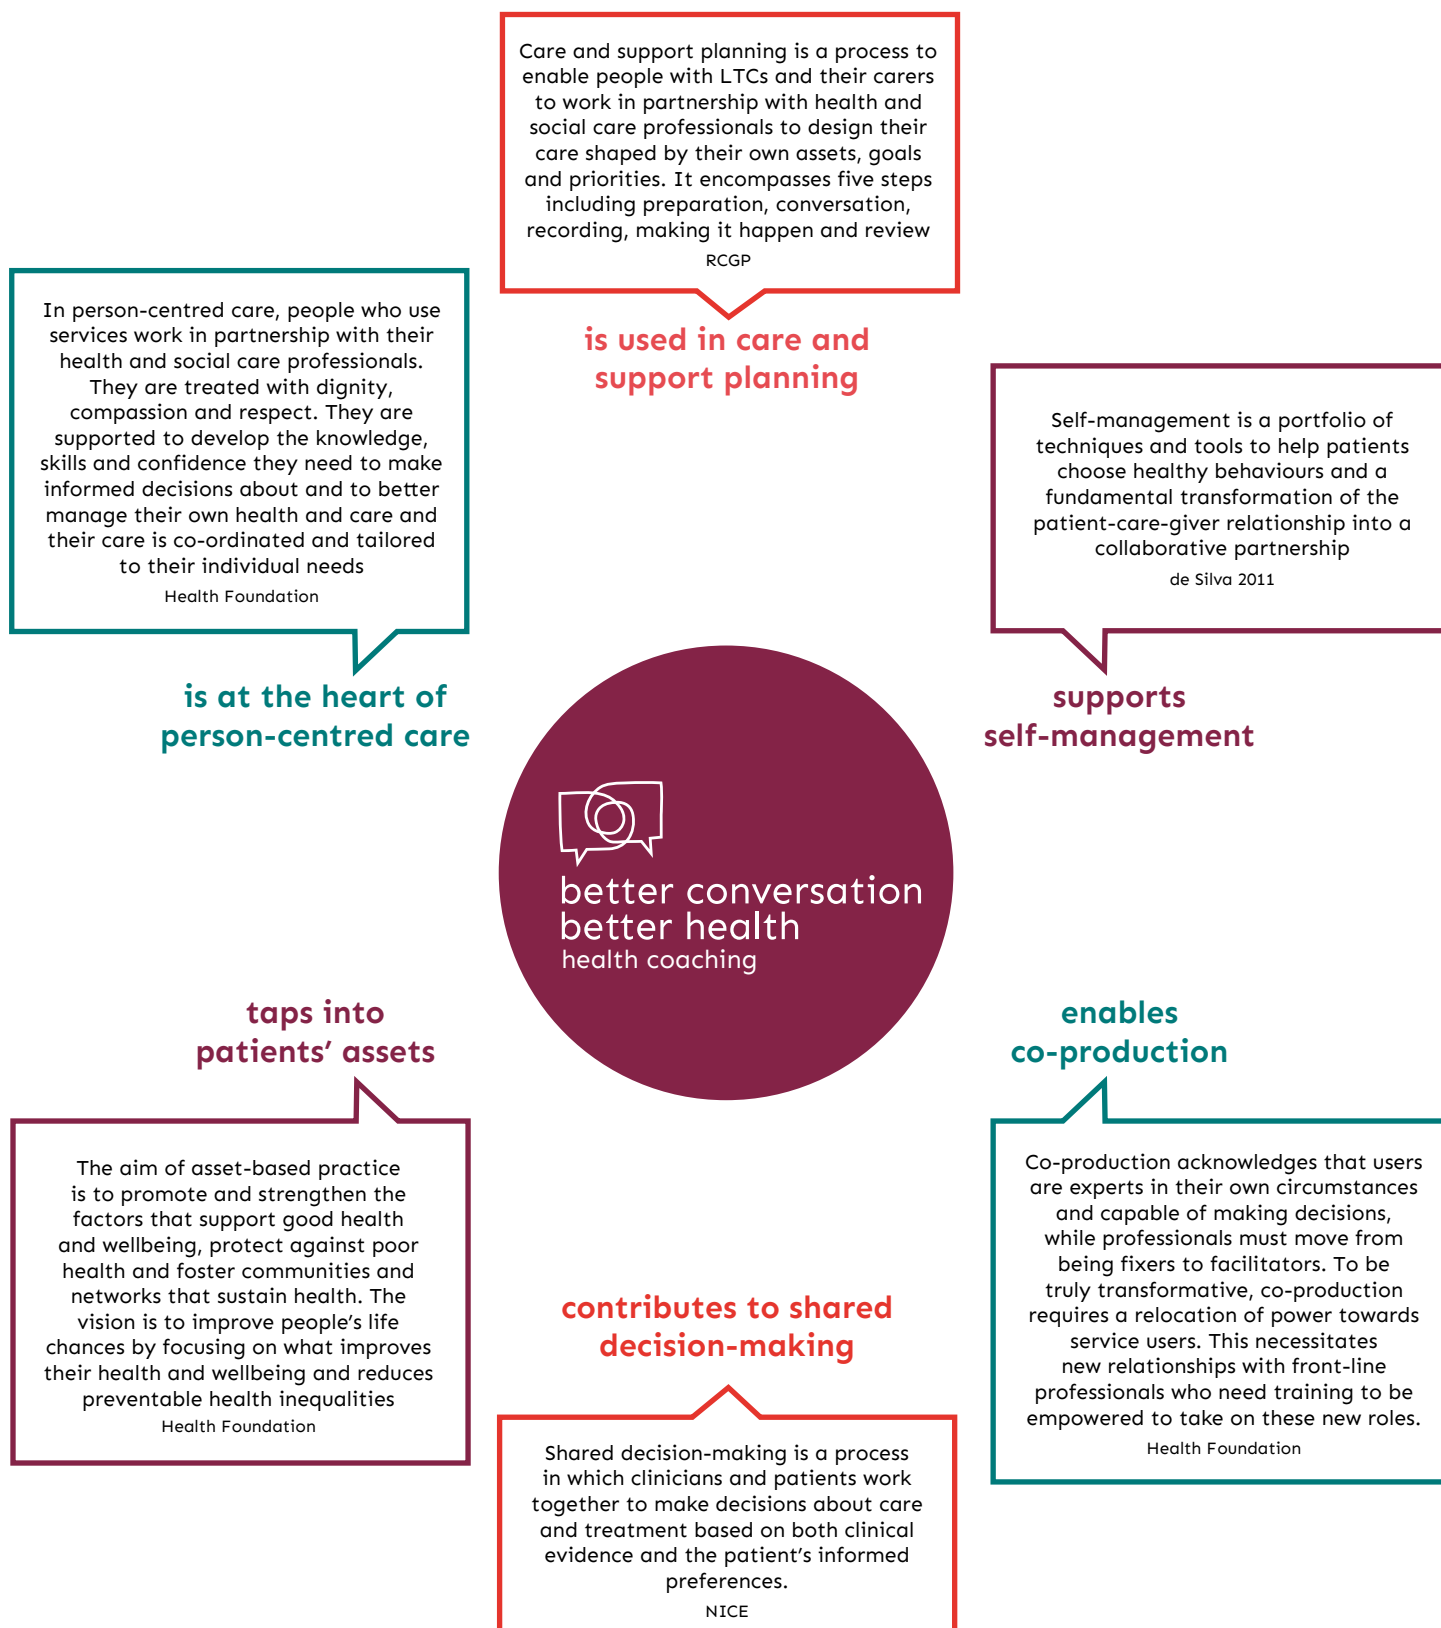 Care and support planning is a process to
enable people with LTCs and their carers
to work in partnership with health and
social care professionals to design their
care shaped by their own assets, goals
and priorities. It encompasses five steps
including preparation, conversation,
recording, making it happen and review
RCGP
is used in care and
support planning
In person-centred care, people who use
services work in partnership with their
health and social care professionals.
They are treated with dignity,
compassion and respect. They are
supported to develop the knowledge,
skills and confidence they need to make
informed decisions about and to better
manage their own health and care and
their care is co-ordinated and tailored
to their individual needs
Health Foundation
is at the heart of
person-centred care
Self-management is a portfolio of
techniques and tools to help patients
choose healthy behaviours and a
fundamental transformation of the
patient-care-giver relationship into a
collaborative partnership
de Silva 2011
supports
self-management
better conversation
better health
health coaching
taps into
patients’ assets
The aim of asset-based practice
is to promote and strengthen the
factors that support good health
and wellbeing, protect against poor
health and foster communities and
networks that sustain health. The
vision is to improve people’s life
chances by focusing on what improves
their health and wellbeing and reduces
preventable health inequalities
Health Foundation
enables
co-production
Co-production acknowledges that users
are experts in their own circumstances
and capable of making decisions,
while professionals must move from
being fixers to facilitators. To be
truly transformative, co-production
requires a relocation of power towards
service users. This necessitates
new relationships with front-line
professionals who need training to be
empowered to take on these new roles.
Health Foundation
contributes to shared
decision-making
Shared decision-making is a process
in which clinicians and patients work
together to make decisions about care
and treatment based on both clinical
evidence and the patient’s informed
preferences.
NICE